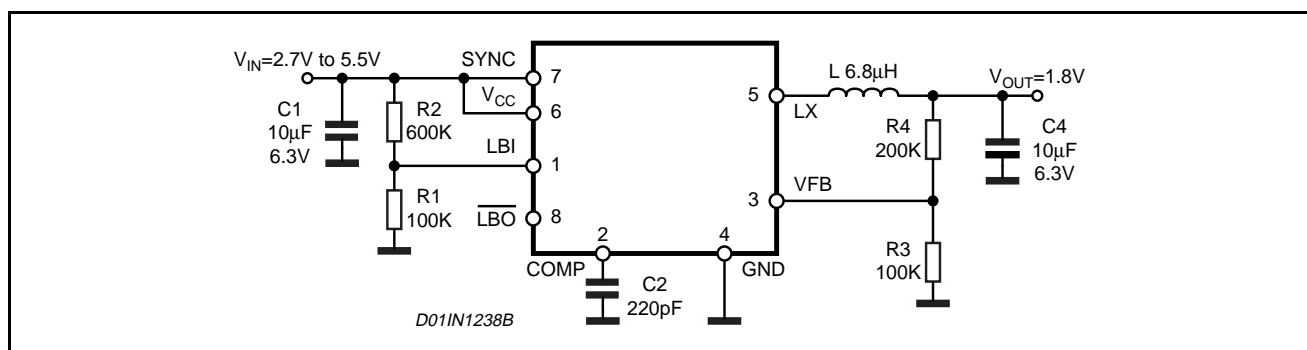 V_IN=2.7V to 5.5V
SYNC
7
V_CC
6
C1
10μF
6.3V
R2
600K
LBI
1
R1
100K
LBO
8
2
COMP
C2
220pF
4
GND
5
LX
L 6.8μH
V_OUT=1.8V
R4
200K
C4
10μF
6.3V
VFB
3
R3
100K
D01IN1238B